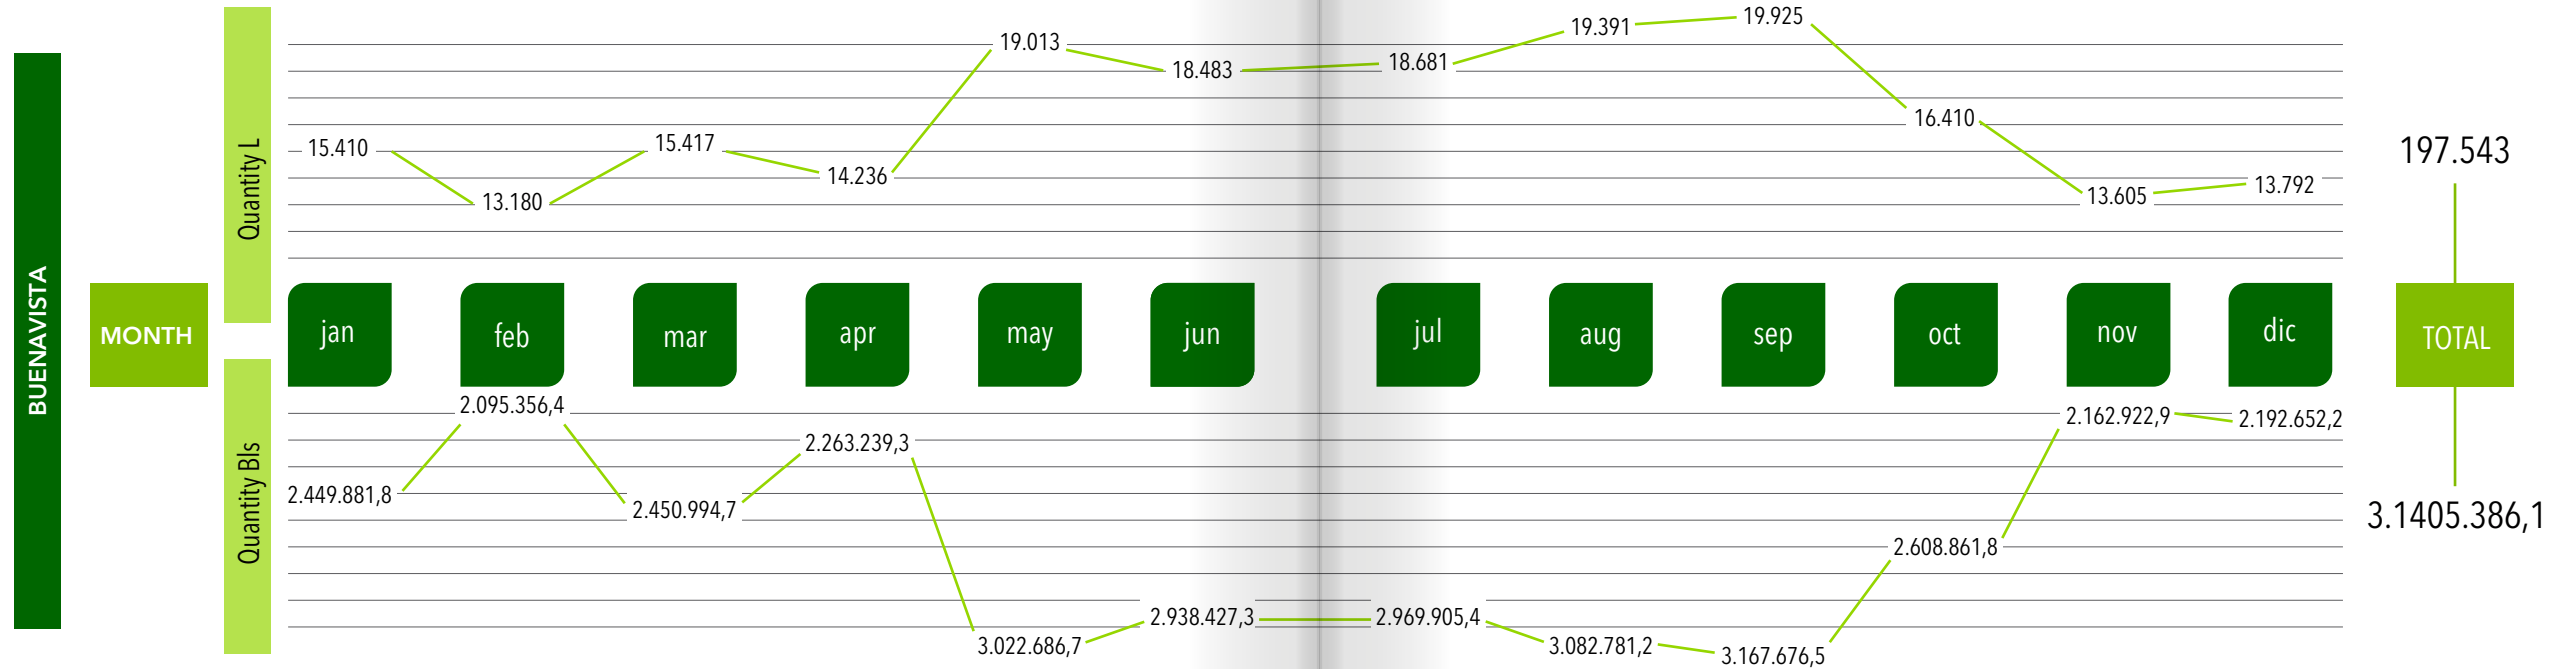 BUENAVISTA
MONTH
Quantity L
15.410
13.180
15.417
14.236
19.013
18.483
18.681
19.391
19.925
16.410
13.605
13.792
197.543
jan
feb
mar
apr
may
jun
jul
aug
sep
oct
nov
dic
TOTAL
Quantity Bls
2.449.881,8
2.095.356,4
2.450.994,7
2.263.239,3
3.022.686,7
2.938.427,3
2.969.905,4
3.082.781,2
3.167.676,5
2.608.861,8
2.162.922,9
2.192.652,2
3.1405.386,1